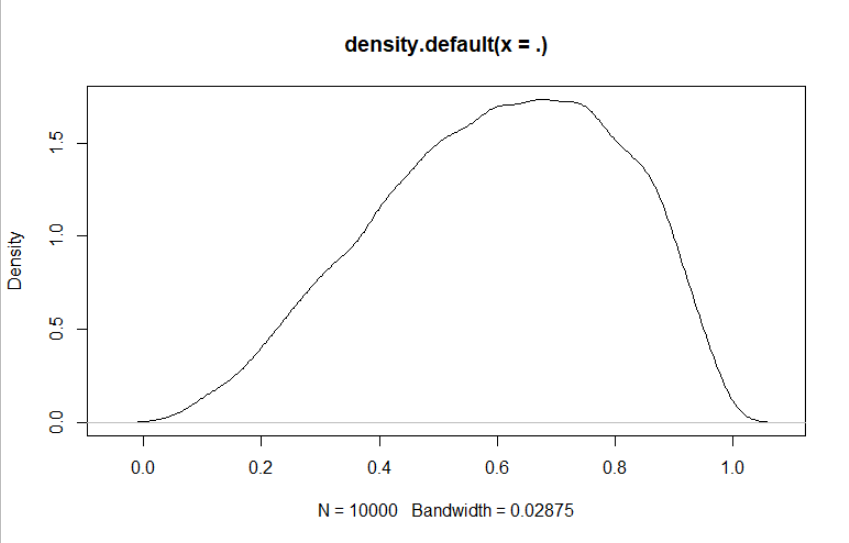 density.default(x = .)
Density
1.5
1.0
0.5
0.0
0.0 0.2 0.4 0.6 0.8 1.0
N = 10000 Bandwidth = 0.02875